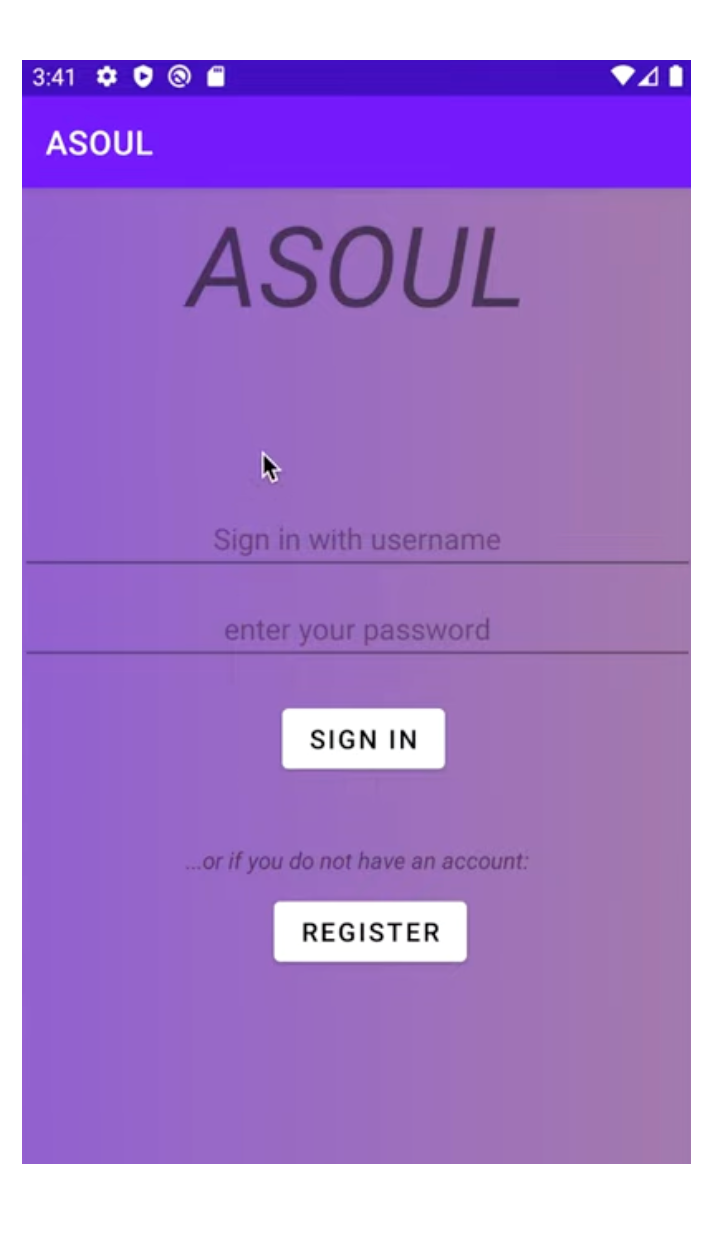 3:41
ASOUL
ASOUL
Sign in with username
enter your password
SIGN IN
...or if you do not have an account:
REGISTER